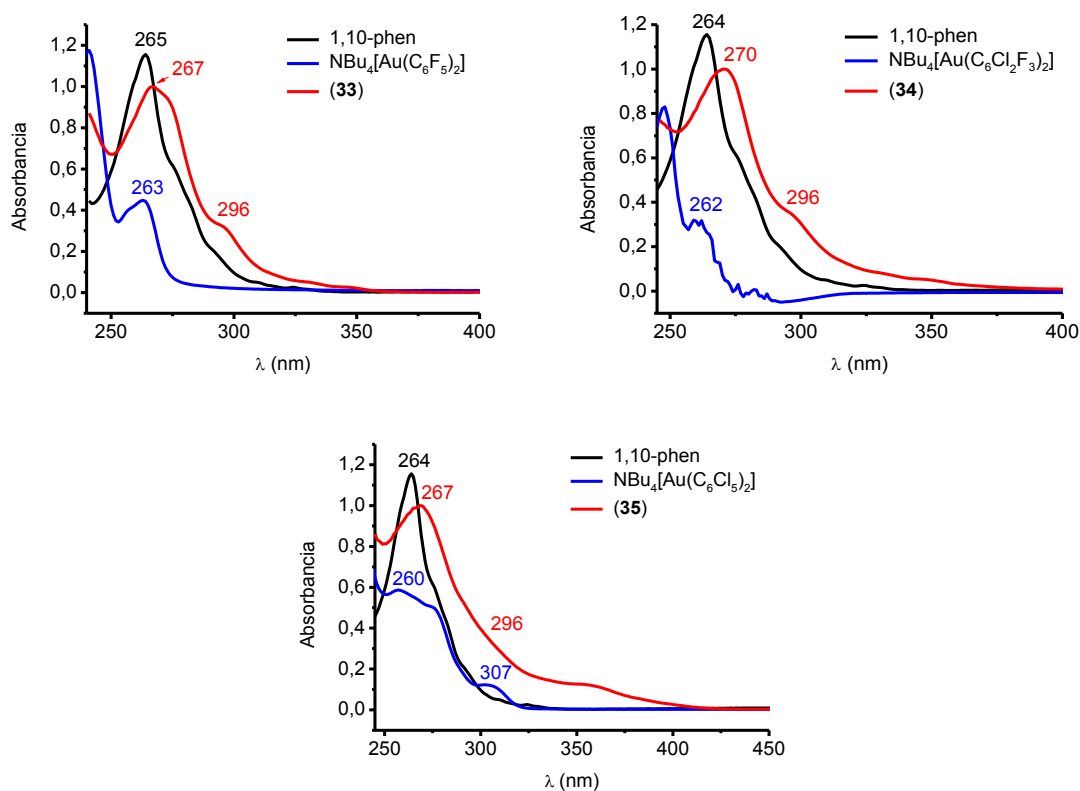 1,10-phen
NBu₄[Au(C₆F₅)₂]
(33)
265
267
263
296
1,2
1,0
0,8
0,6
0,4
0,2
0,0
Absorbancia
250 300 350 400
λ (nm)
1,10-phen
NBu₄[Au(C₆Cl₂F₃)₂]
(34)
264
270
262
296
1,2
1,0
0,8
0,6
0,4
0,2
0,0
Absorbancia
250 300 350 400
λ (nm)
1,10-phen
NBu₄[Au(C₆Cl₅)₂]
(35)
264
267
260
296
307
1,2
1,0
0,8
0,6
0,4
0,2
0,0
Absorbancia
250 300 350 400 450
λ (nm)